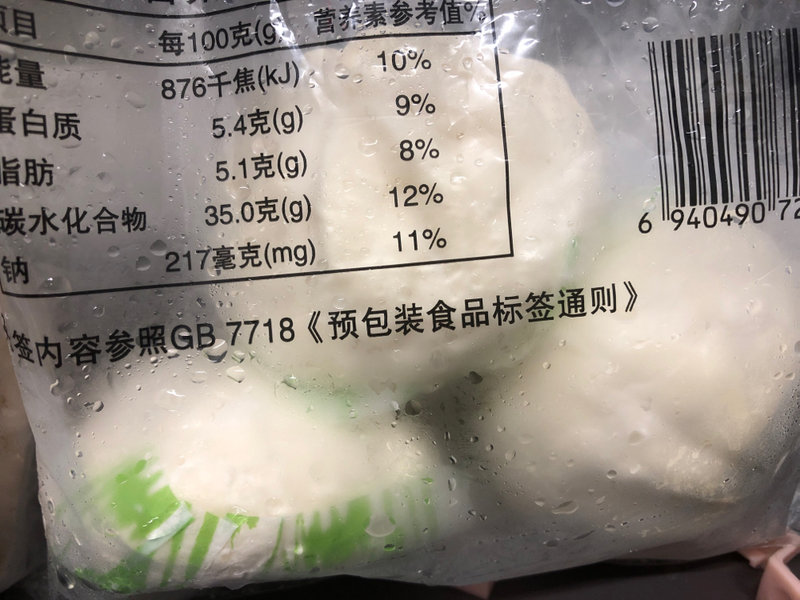 项目 每100克(g) 营养素参考值%
能量 876千焦(kJ) 10%
蛋白质 5.4克(g) 9%
脂肪 5.1克(g) 8%
碳水化合物 35.0克(g) 12%
钠 217毫克(mg) 11%
签内容参照GB 7718《预包装食品标签通则》
6 940490 72